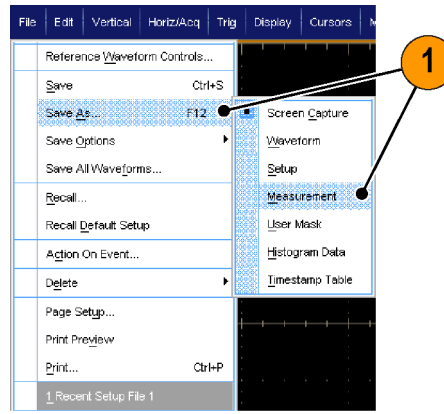 File Edit Vertical Horiz/Acq Trig Display Cursors
Reference Waveform Controls...
Save Ctrl+S
Save As... F12
Save Options
Save All Waveforms...
Recall...
Recall Default Setup
Action On Event...
Delete
Page Setup...
Print Preview
Print... Ctrl+P
1 Recent Setup File 1
Screen Capture
Waveform
Setup
Measurement
User Mask
Histogram Data
Timestamp Table
1